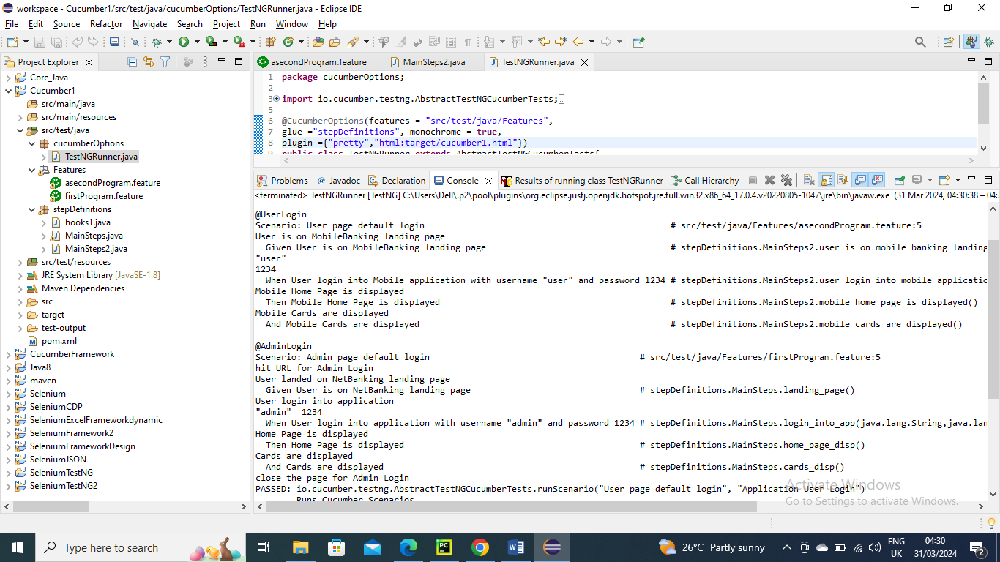 workspace - Cucumber1/src/test/java/cucumberOptions/TestNGRunner.java - Eclipse IDE
File Edit Source Refactor Navigate Search Project Run Window Help
Project Explorer
Core_Java
Cucumber1
src/main/java
src/main/resources
src/test/java
cucumberOptions
TestNGRunner.java
Features
asecondProgram.feature
firstProgram.feature
stepDefinitions
hooks1.java
MainSteps.java
MainSteps2.java
src/test/resources
JRE System Library [JavaSE-1.8]
Maven Dependencies
src
target
test-output
pom.xml
CucumberFramework
Java8
maven
Selenium
SeleniumCDP
SeleniumExcelFrameworkdynamic
SeleniumFramework2
SeleniumFrameworkDesign
SeleniumJSON
SeleniumTestNG
SeleniumTestNG2
asecondProgram.feature MainSteps2.java TestNGRunner.java
1 package cucumberOptions;
2
3 import io.cucumber.testng.AbstractTestNGCucumberTests;
5
6 @CucumberOptions(features = "src/test/java/Features",
7 glue ="stepDefinitions", monochrome = true,
8 plugin ={"pretty","html:target/cucumber1.html"})
9 public class TestNGRunner extends AbstractTestNGCucumberTests{
Problems Javadoc Declaration Console Results of running class TestNGRunner Call Hierarchy
<terminated> TestNGRunner [TestNG] C:\Users\Dell\.p2\pool\plugins\org.eclipse.justj.openjdk.hotspot.jre.full.win32.x86_64_17.0.4.v20220805-1047\jre\bin\javaw.exe (31 Mar 2024, 04:30:38 – 04:
@UserLogin
Scenario: User page default login # src/test/java/Features/asecondProgram.feature:5
User is on MobileBanking landing page
Given User is on MobileBanking landing page # stepDefinitions.MainSteps2.user_is_on_mobile_banking_landing
"user"
1234
When User login into Mobile application with username "user" and password 1234 # stepDefinitions.MainSteps2.user_login_into_mobile_applicatio
Mobile Home Page is displayed
Then Mobile Home Page is displayed # stepDefinitions.MainSteps2.mobile_home_page_is_displayed()
Mobile Cards are displayed
And Mobile Cards are displayed # stepDefinitions.MainSteps2.mobile_cards_are_displayed()
@AdminLogin
Scenario: Admin page default login # src/test/java/Features/firstProgram.feature:5
hit URL for Admin Login
User landed on NetBanking landing page
Given User is on NetBanking landing page # stepDefinitions.MainSteps.landing_page()
User login into application
"admin" 1234
When User login into application with username "admin" and password 1234 # stepDefinitions.MainSteps.login_into_app(java.lang.String,java.lan
Home Page is displayed
Then Home Page is displayed # stepDefinitions.MainSteps.home_page_disp()
Cards are displayed
And Cards are displayed # stepDefinitions.MainSteps.cards_disp()
close the page for Admin Login
PASSED: io.cucumber.testng.AbstractTestNGCucumberTests.runScenario("User page default login", "Application User Login")
Runs Cucumber Scenarios
Activate Windows
Go to Settings to activate Windows.
Type here to search
26°C Partly sunny
ENG
UK
04:30
31/03/2024
2